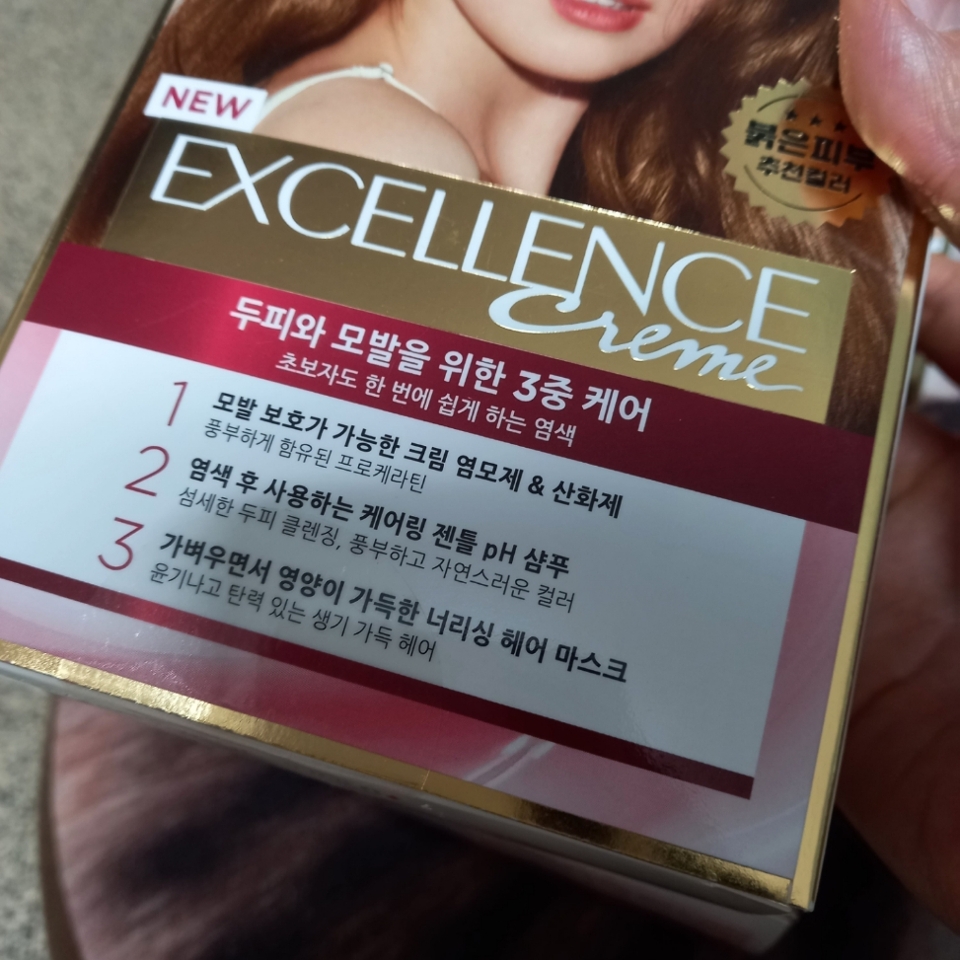 NEW
붉은피부
추천컬러
EXCELLENCE
Creme
두피와 모발을 위한 3중 케어
초보자도 한 번에 쉽게 하는 염색
1 모발 보호가 가능한 크림 염모제 & 산화제
풍부하게 함유된 프로케라틴
2 염색 후 사용하는 케어링 젠틀 pH 샴푸
섬세한 두피 클렌징, 풍부하고 자연스러운 컬러
3 가벼우면서 영양이 가득한 너리싱 헤어 마스크
윤기나고 탄력 있는 생기 가득 헤어